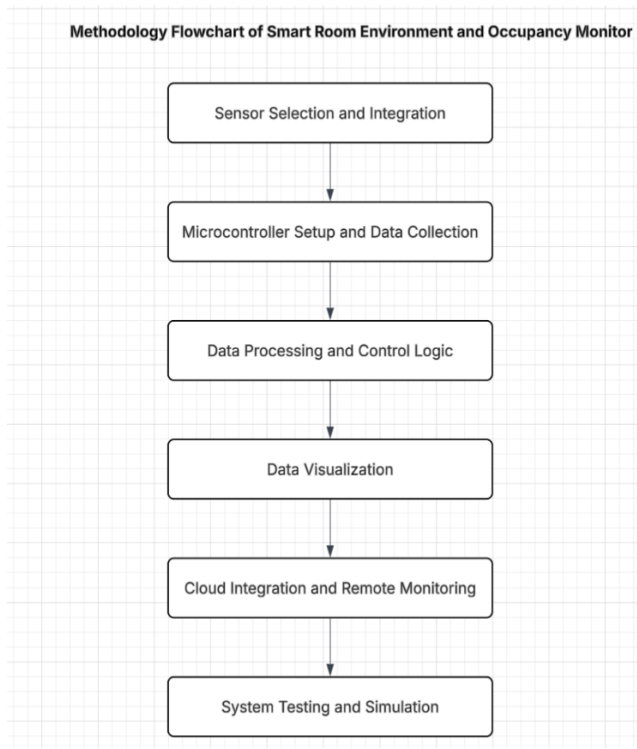 Methodology Flowchart of Smart Room Environment and Occupancy Monitor
Sensor Selection and Integration
Microcontroller Setup and Data Collection
Data Processing and Control Logic
Data Visualization
Cloud Integration and Remote Monitoring
System Testing and Simulation